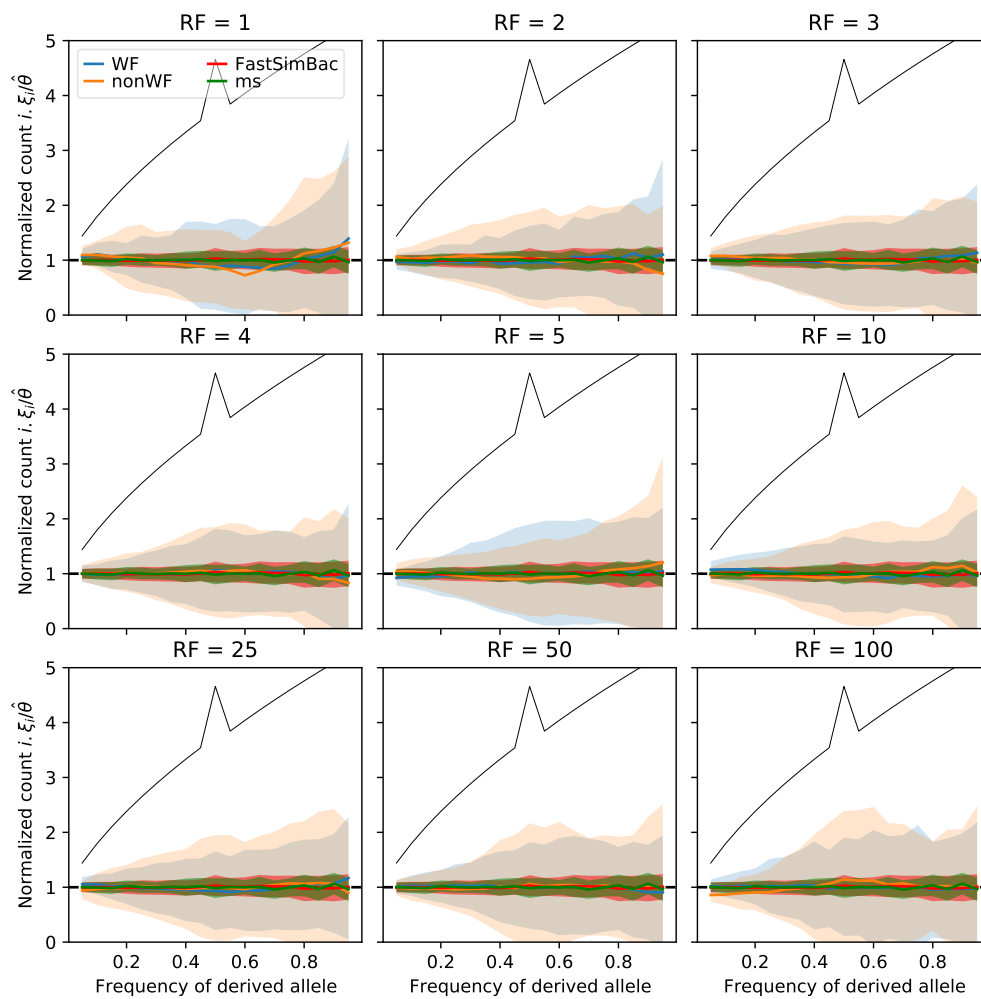 RF = 1
RF = 2
RF = 3
5
4
3
2
1
0
Normalized count i.ξ_i/θ̂
WF
nonWF
FastSimBac
ms
RF = 4
RF = 5
RF = 10
5
4
3
2
1
0
Normalized count i.ξ_i/θ̂
RF = 25
RF = 50
RF = 100
5
4
3
2
1
0
Normalized count i.ξ_i/θ̂
0.2 0.4 0.6 0.8
0.2 0.4 0.6 0.8
0.2 0.4 0.6 0.8
Frequency of derived allele
Frequency of derived allele
Frequency of derived allele